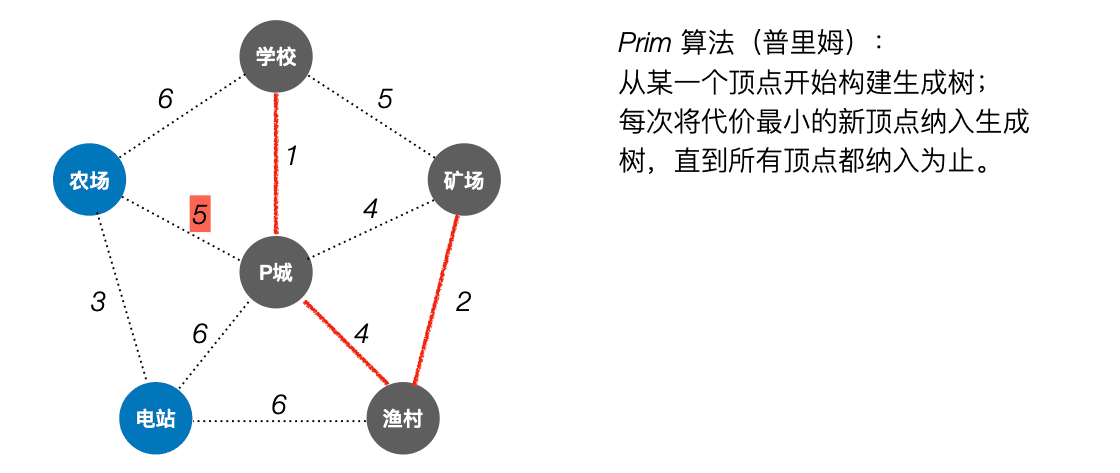 Prim 算法（普里姆）：
从某一个顶点开始构建生成树；
每次将代价最小的新顶点纳入生成
树，直到所有顶点都纳入为止。
学校
6
5
1
农场
矿场
5
4
P城
3
2
6
4
6
电站
渔村